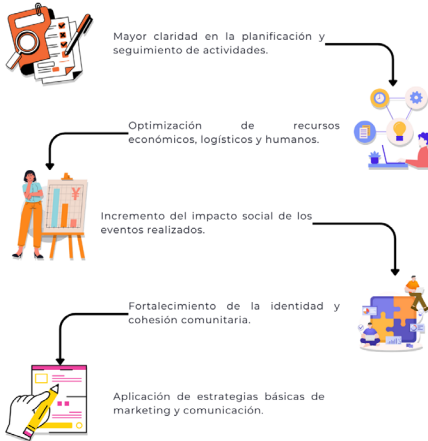 Mayor claridad en la planificación y
seguimiento de actividades.
Optimización de recursos
económicos, logísticos y humanos.
Incremento del impacto social de los
eventos realizados.
Fortalecimiento de la identidad y
cohesión comunitaria.
Aplicación de estrategias básicas de
marketing y comunicación.